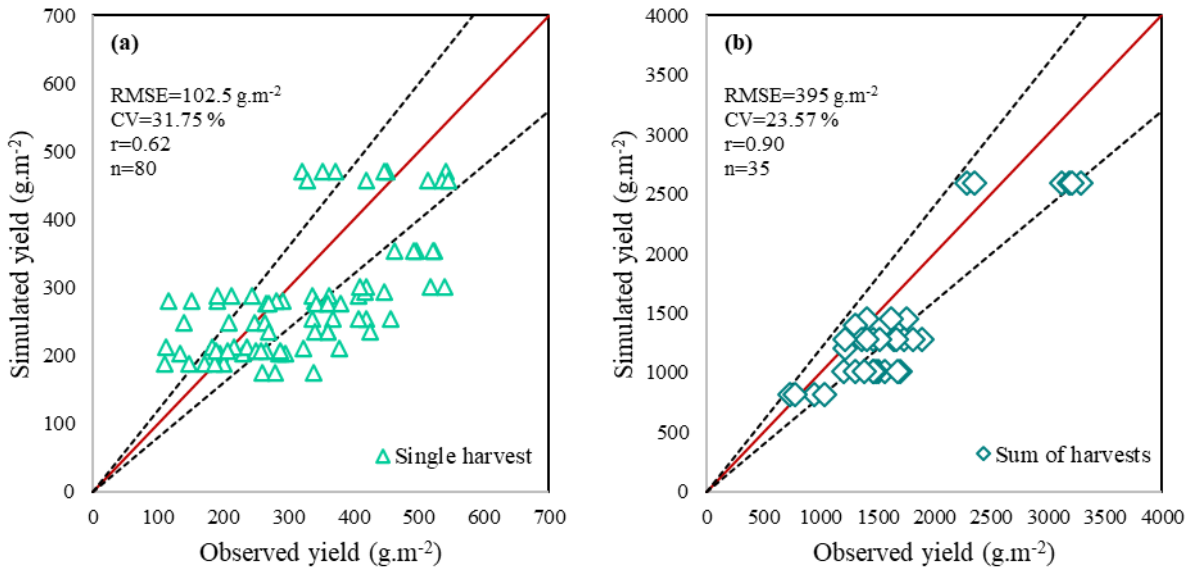 (a)
RMSE=102.5 g.m⁻²
CV=31.75 %
r=0.62
n=80
700
600
500
400
300
200
100
0
Simulated yield (g.m⁻²)
Single harvest
0 100 200 300 400 500 600 700
Observed yield (g.m⁻²)
(b)
RMSE=395 g.m⁻²
CV=23.57 %
r=0.90
n=35
4000
3500
3000
2500
2000
1500
1000
500
0
Simulated yield (g.m⁻²)
Sum of harvests
0 500 1000 1500 2000 2500 3000 3500 4000
Observed yield (g.m⁻²)